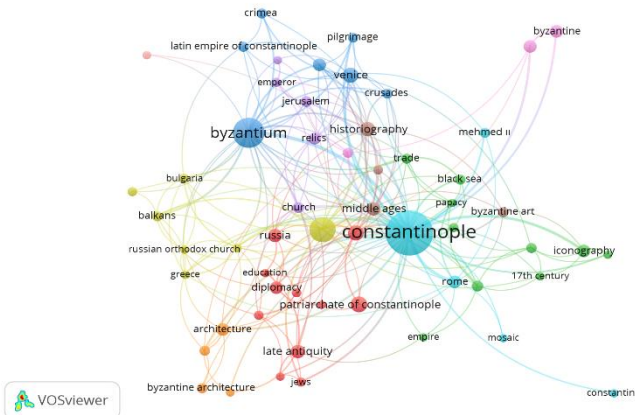 crimea
byzantine
pilgrimage
latin empire of constantinople
venice
emperor
crusades
jerusalem
byzantium
historiography
mehmed ii
relics
trade
bulgaria
black sea
papacy
church
middle ages
byzantine art
balkans
constantinople
russia
russian orthodox church
iconography
education
greece
17th century
rome
diplomacy
patriarchate of constantinople
architecture
empire
mosaic
late antiquity
jews
byzantine architecture
constantin
VOSviewer